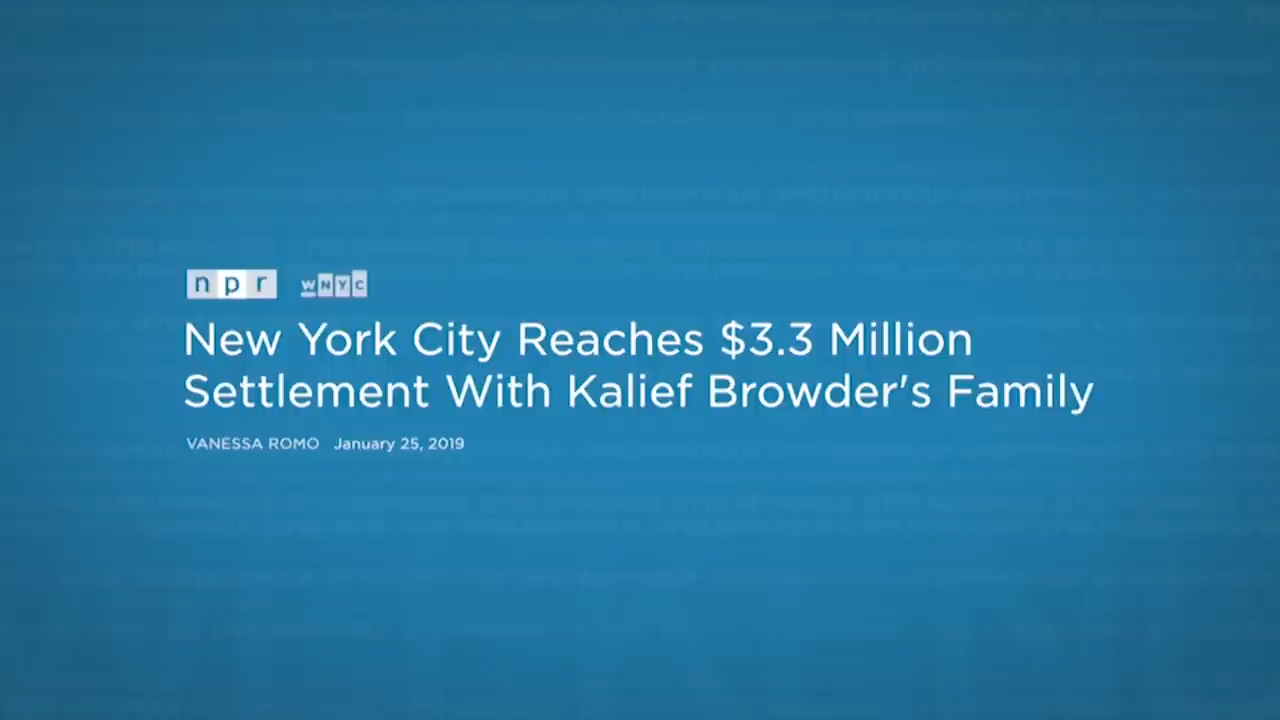 npr WNYC
New York City Reaches $3.3 Million
Settlement With Kalief Browder's Family
VANESSA ROMO January 25, 2019